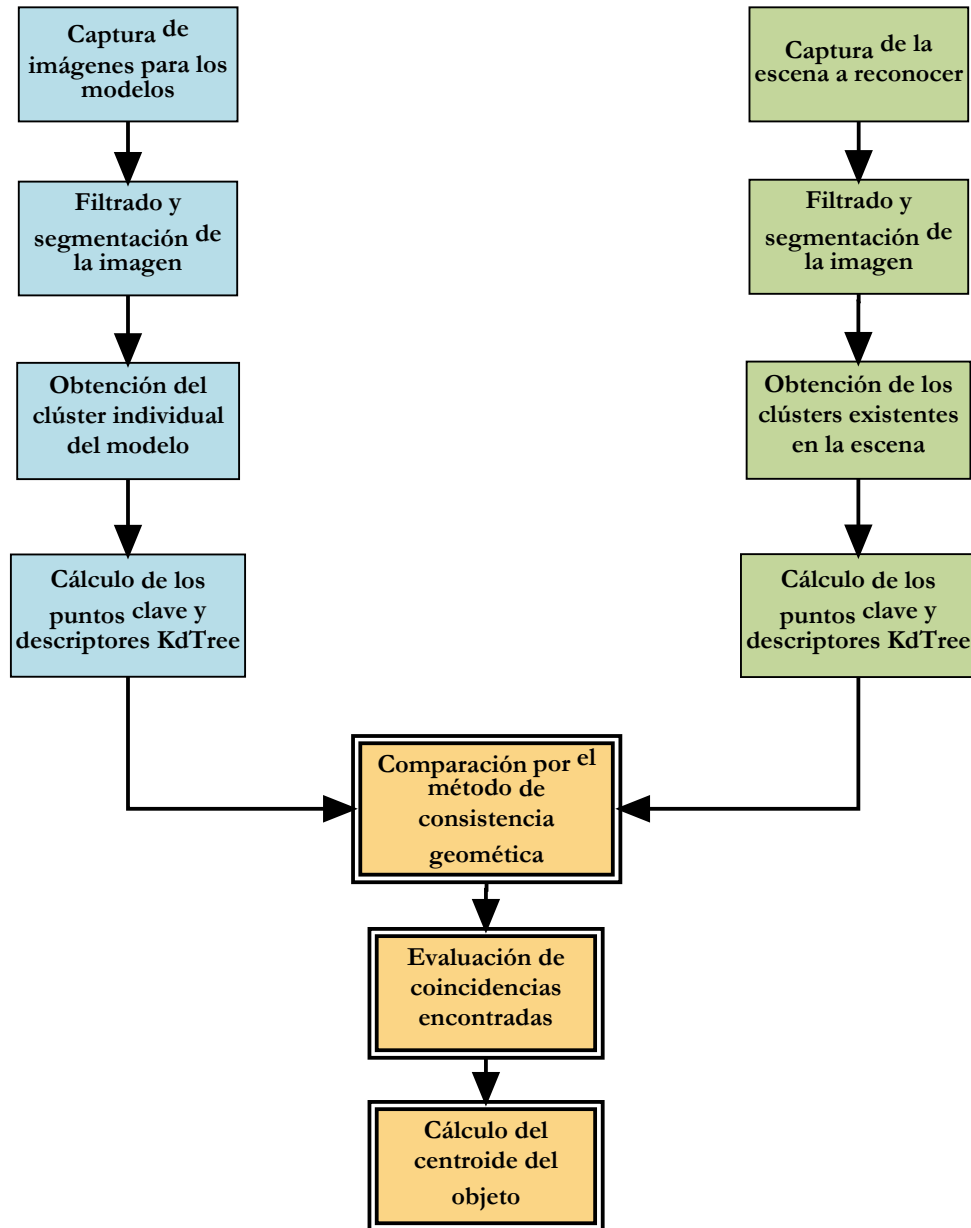 Captura de
imágenes para los
modelos
Filtrado y
segmentación de
la imagen
Obtención del
clúster individual
del modelo
Cálculo de los
puntos clave y
descriptores KdTree
Captura de la
escena a reconocer
Filtrado y
segmentación de
la imagen
Obtención de los
clústers existentes
en la escena
Cálculo de los
puntos clave y
descriptores KdTree
Comparación por el
método de
consistencia
geomética
Evaluación de
coincidencias
encontradas
Cálculo del
centroide del
objeto